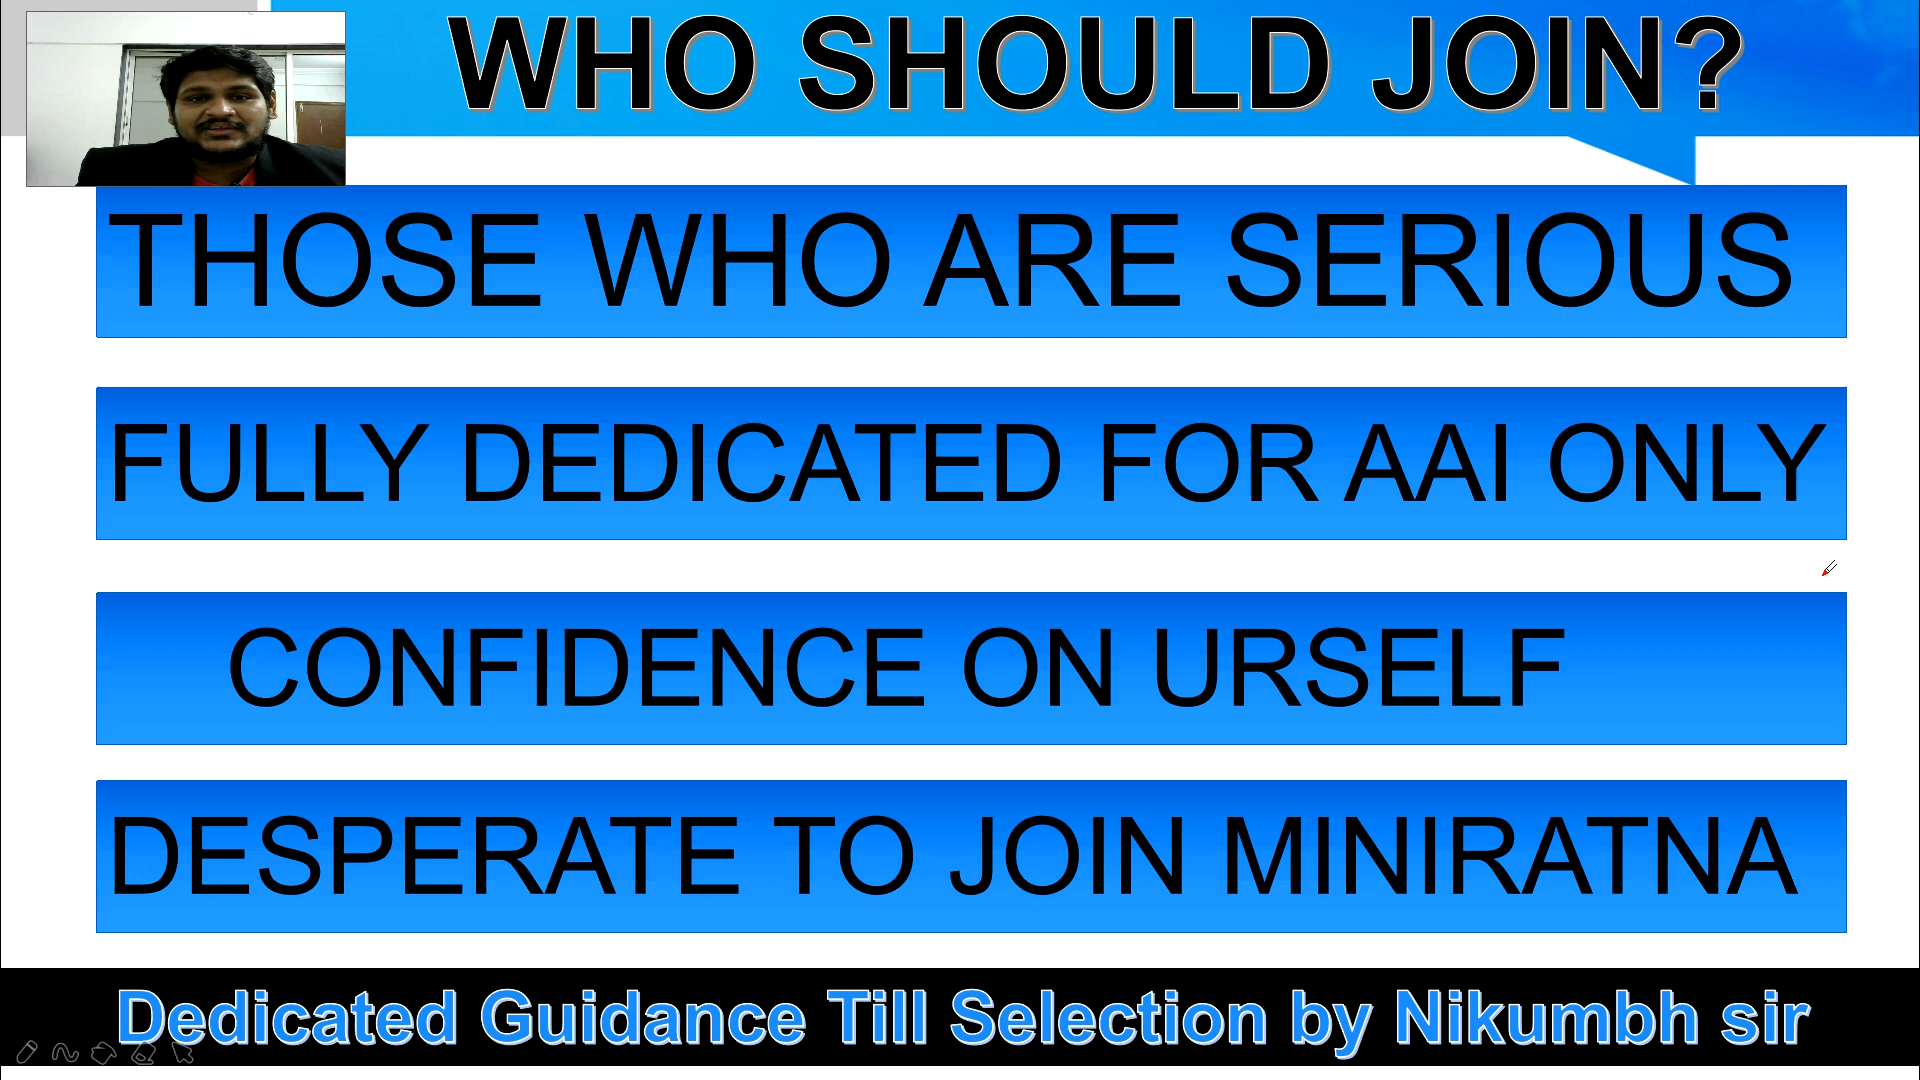 WHO SHOULD JOIN?
THOSE WHO ARE SERIOUS
FULLY DEDICATED FOR AAI ONLY
CONFIDENCE ON URSELF
DESPERATE TO JOIN MINIRATNA
Dedicated Guidance Till Selection by Nikumbh sir